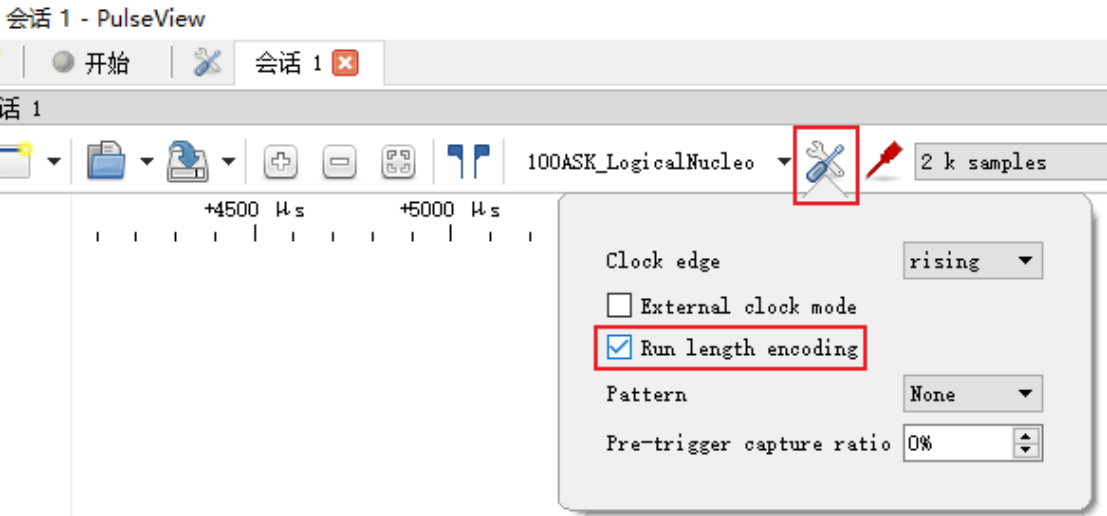 会话 1 - PulseView
开始 会话 1
话 1
100ASK_LogicalNucleo 2 k samples
+4500 µs +5000 µs
Clock edge rising
External clock mode
Run length encoding
Pattern None
Pre-trigger capture ratio 0%